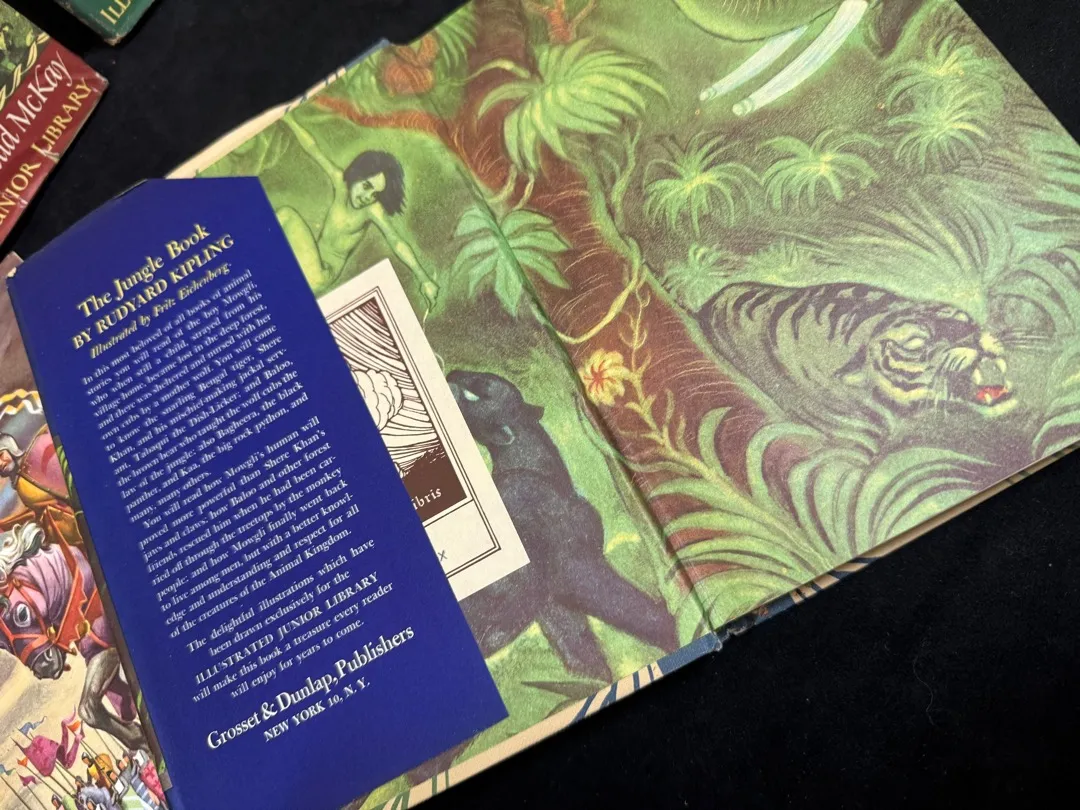 ILL
ald McKay
UNIOR LIBRARY
The Jungle Book
BY RUDYARD KIPLING
Illustrated by Fritz Eichenberg.
In this most beloved of all books of animal
stories you will read of the boy Mowgli,
who when still a child, strayed from his
village home, became lost in the deep forest,
and there was sheltered and nursed with her
own cubs by a mother wolf. You will come
to know the snarling Bengal tiger, Shere
Khan, and his mischief-making jackal serv-
ant, Tabaqui the Dish-Licker, and Baloo,
the brown bear who taught the wolf cubs the
law of the jungle; also Bagheera, the black
panther, and Kaa, the big rock python, and
many, many others.
You will read how Mowgli's human will
proved more powerful than Shere Khan's
jaws and claws, how Baloo and other forest
friends rescued him when he had been car-
ried off through the treetops by the monkey
people; and how Mowgli finally went back
to live among men, but with a better knowl-
edge and understanding and respect for all
of the creatures of the Animal Kingdom.
The delightful illustrations which have
been drawn exclusively for the
ILLUSTRATED JUNIOR LIBRARY
will make this book a treasure every reader
will enjoy for years to come.
Grosset & Dunlap, Publishers
NEW YORK 10, N. Y.
ibris
X